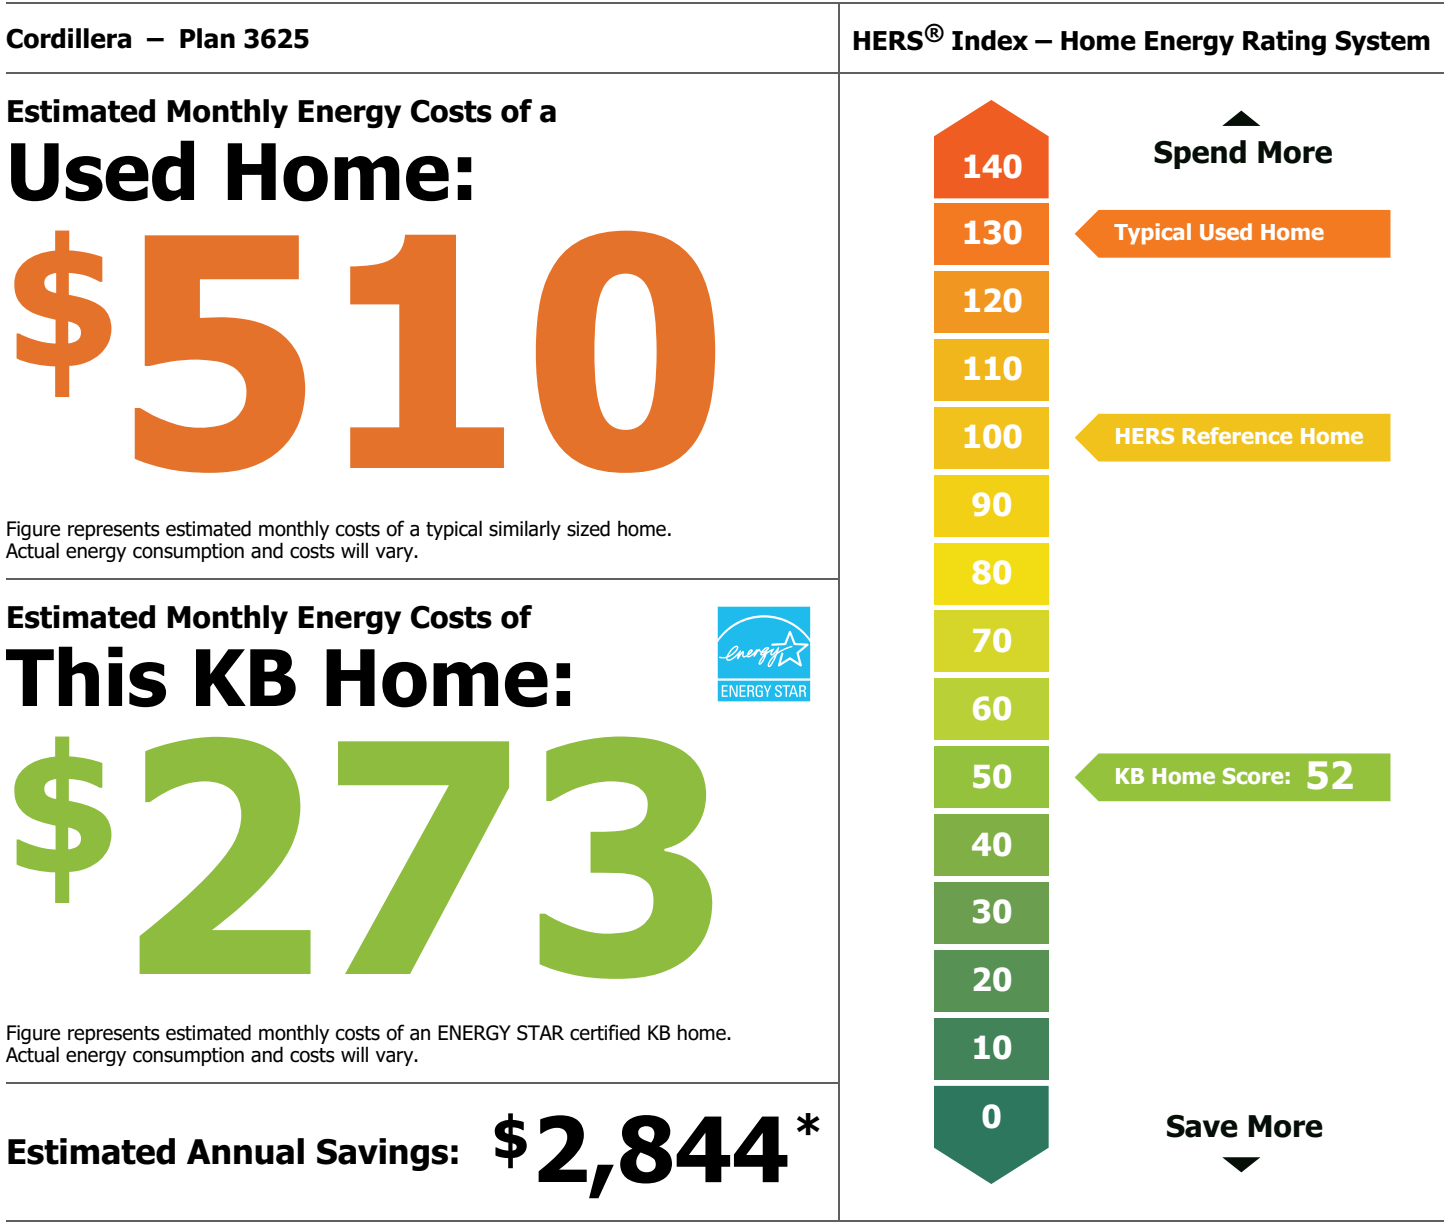 Cordillera – Plan 3625
Estimated Monthly Energy Costs of a
Used Home:
$510
Figure represents estimated monthly costs of a typical similarly sized home.
Actual energy consumption and costs will vary.
Estimated Monthly Energy Costs of
This KB Home:
energy
ENERGY STAR
$273
Figure represents estimated monthly costs of an ENERGY STAR certified KB home.
Actual energy consumption and costs will vary.
Estimated Annual Savings: $2,844*
HERS® Index – Home Energy Rating System
Spend More
140
130
Typical Used Home
120
110
100
HERS Reference Home
90
80
70
60
50
KB Home Score: 52
40
30
20
10
0
Save More